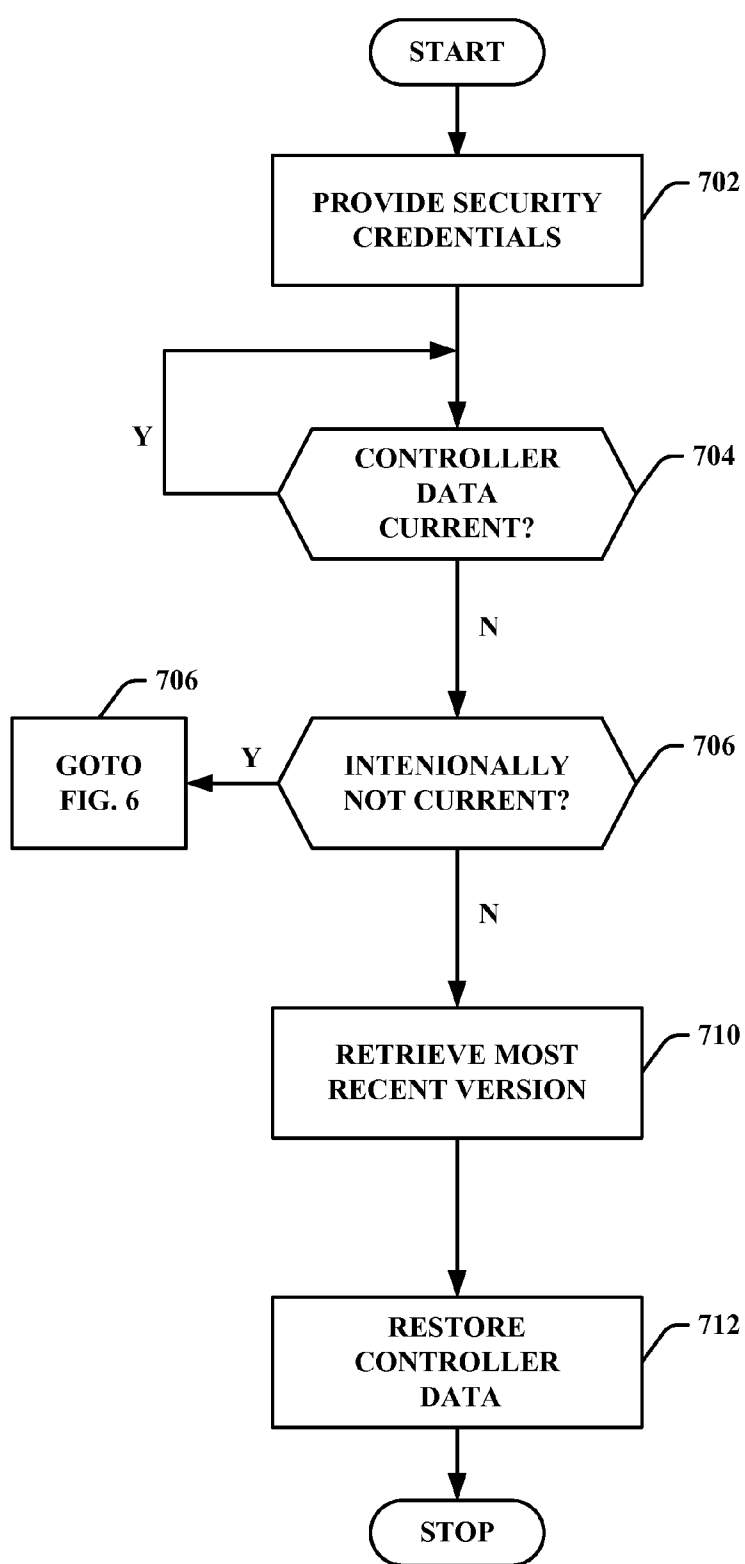 START
PROVIDE SECURITY
CREDENTIALS
702
Y
CONTROLLER
DATA
CURRENT?
704
N
706
GOTO
FIG. 6
Y
INTENIONALLY
NOT CURRENT?
706
N
RETRIEVE MOST
RECENT VERSION
710
RESTORE
CONTROLLER
DATA
712
STOP